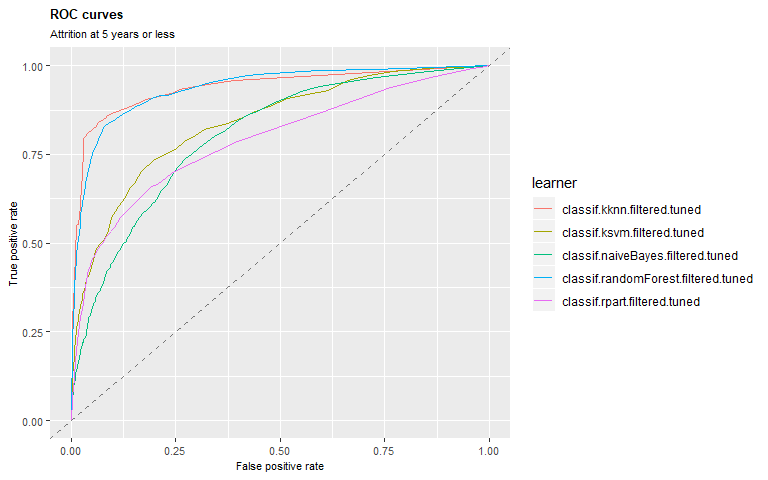 ROC curves
Attrition at 5 years or less
1.00
0.75
0.50
0.25
0.00
True positive rate
0.00 0.25 0.50 0.75 1.00
False positive rate
learner
classif.kknn.filtered.tuned
classif.ksvm.filtered.tuned
classif.naiveBayes.filtered.tuned
classif.randomForest.filtered.tuned
classif.rpart.filtered.tuned